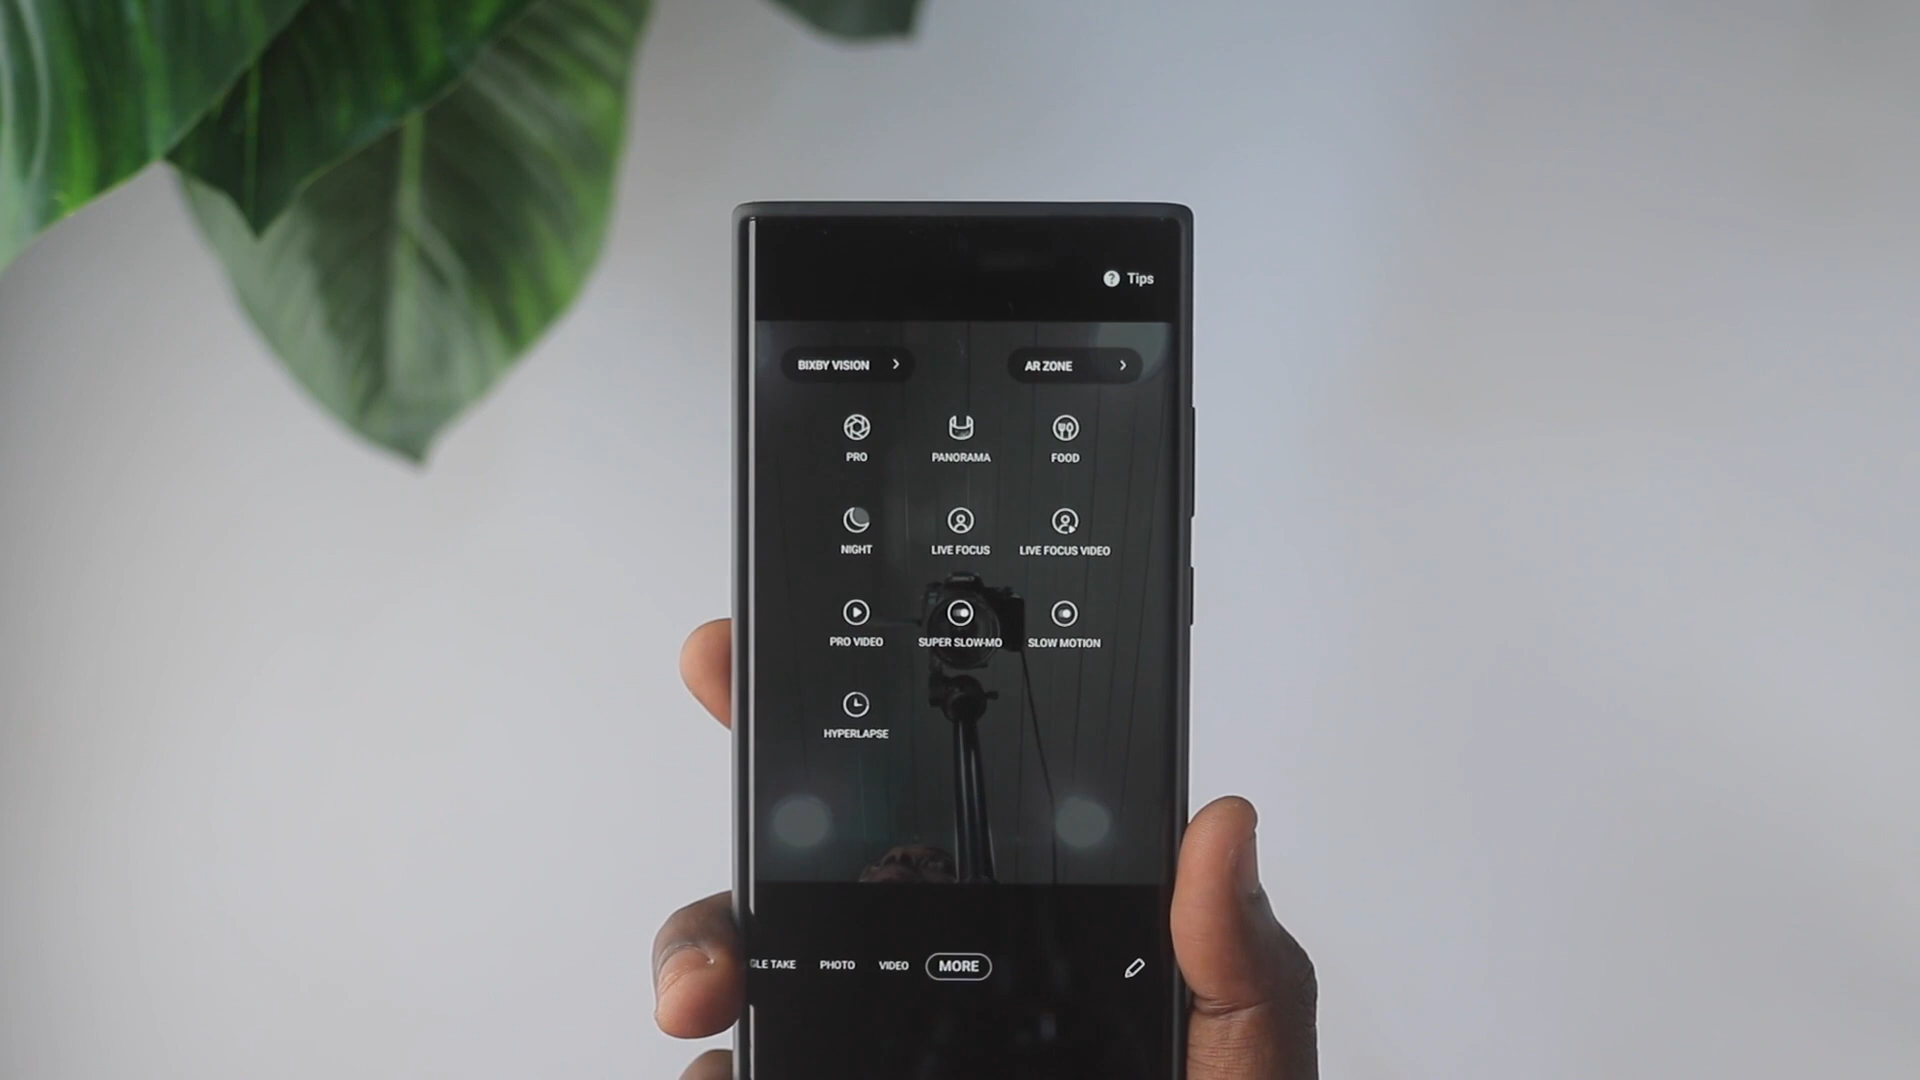 Tips
BIXBY VISION
AR ZONE
PRO
PANORAMA
FOOD
NIGHT
LIVE FOCUS
LIVE FOCUS VIDEO
PRO VIDEO
SUPER SLOW-MO
SLOW MOTION
HYPERLAPSE
GLE TAKE PHOTO VIDEO MORE